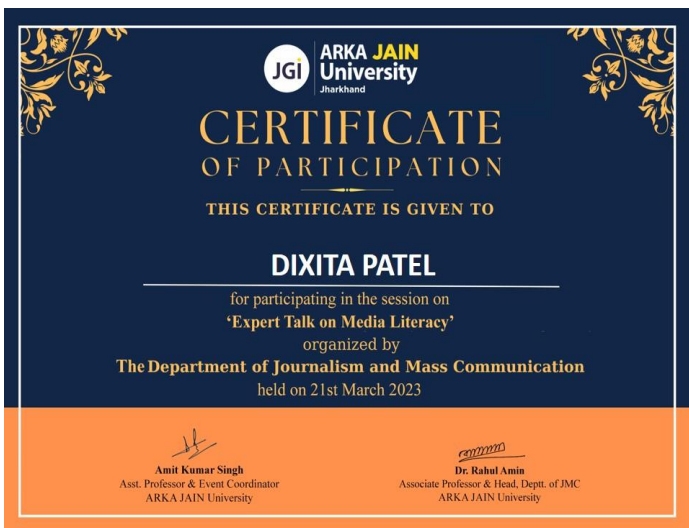 JGi
ARKA JAIN
University
Jharkhand
CERTIFICATE
OF PARTICIPATION
THIS CERTIFICATE IS GIVEN TO
DIXITA PATEL
for participating in the session on
‘Expert Talk on Media Literacy’
organized by
The Department of Journalism and Mass Communication
held on 21st March 2023
Amit Kumar Singh
Asst. Professor & Event Coordinator
ARKA JAIN University
Dr. Rahul Amin
Associate Professor & Head, Deptt. of JMC
ARKA JAIN University